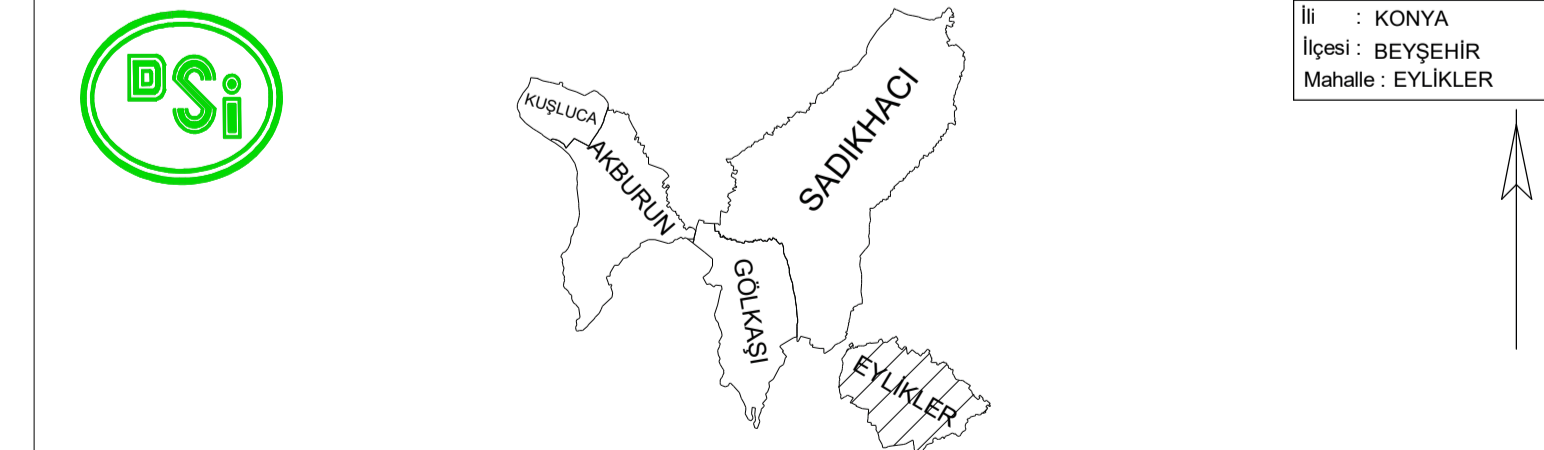 DSi
İli : KONYA
İlçesi : BEYŞEHİR
Mahalle : EYLİKLER
KUŞLUCA
AKBURUN
SADIKHACI
GÖLKAŞI
EYLİKLER